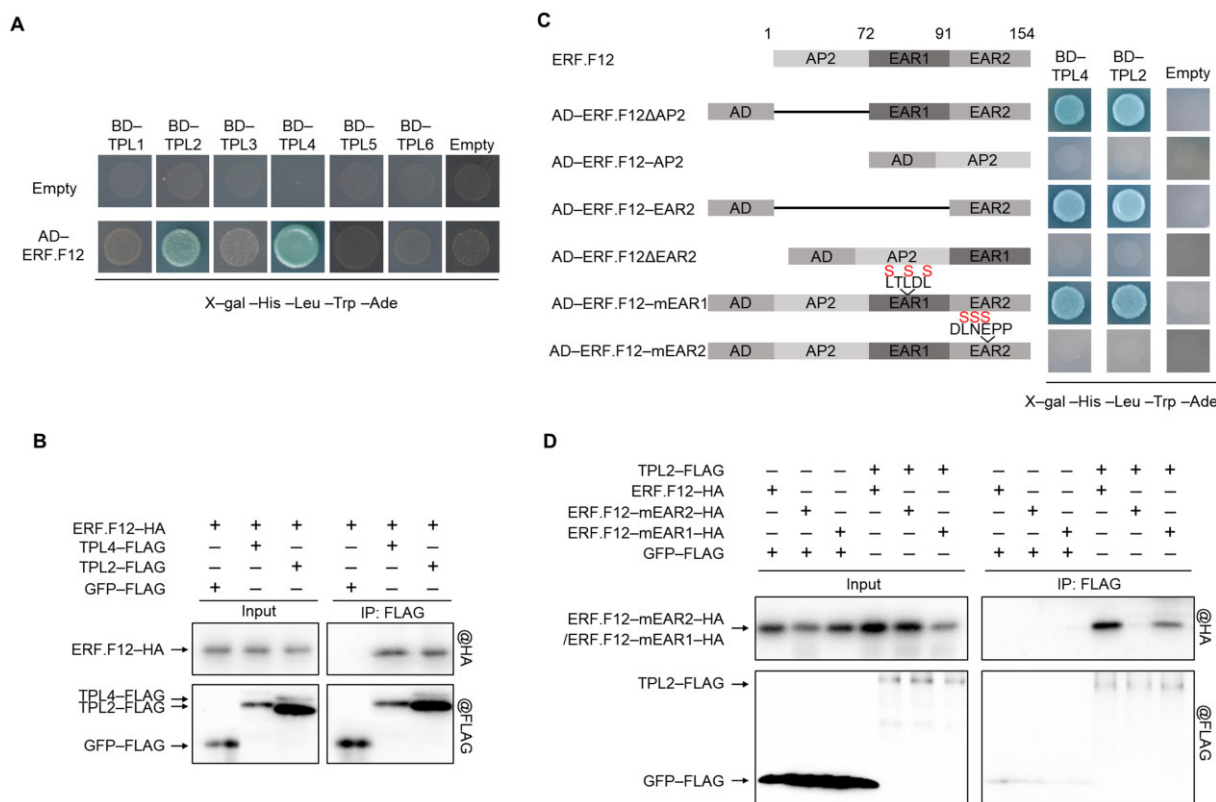 A
BD–TPL1 BD–TPL2 BD–TPL3 BD–TPL4 BD–TPL5 BD–TPL6 Empty
Empty
AD–ERF.F12
X–gal –His –Leu –Trp –Ade
C
1 72 91 154
ERF.F12 AP2 EAR1 EAR2
BD–TPL4 BD–TPL2 Empty
AD–ERF.F12ΔAP2 AD EAR1 EAR2
AD–ERF.F12–AP2 AD AP2
AD–ERF.F12–EAR2 AD EAR2
AD–ERF.F12ΔEAR2 AD AP2 EAR1
S S S
LTLDL
AD–ERF.F12–mEAR1 AD AP2 EAR1 EAR2
SSS
DLNEPP
AD–ERF.F12–mEAR2 AD AP2 EAR1 EAR2
X–gal –His –Leu –Trp –Ade
B
ERF.F12–HA + + + + + +
TPL4–FLAG – + – – + –
TPL2–FLAG – – + – – +
GFP–FLAG + – – + – –
Input IP: FLAG
ERF.F12–HA
@HA
TPL4–FLAG
TPL2–FLAG
GFP–FLAG
@FLAG
D
TPL2–FLAG – – – + + + – – – + + +
ERF.F12–HA + – – + – – + – – + – –
ERF.F12–mEAR2–HA – + – – + – – + – – + –
ERF.F12–mEAR1–HA – – + – – + – – + – – +
GFP–FLAG + + + – – – + + + – – –
Input IP: FLAG
ERF.F12–mEAR2–HA
/ERF.F12–mEAR1–HA
@HA
TPL2–FLAG
GFP–FLAG
@FLAG